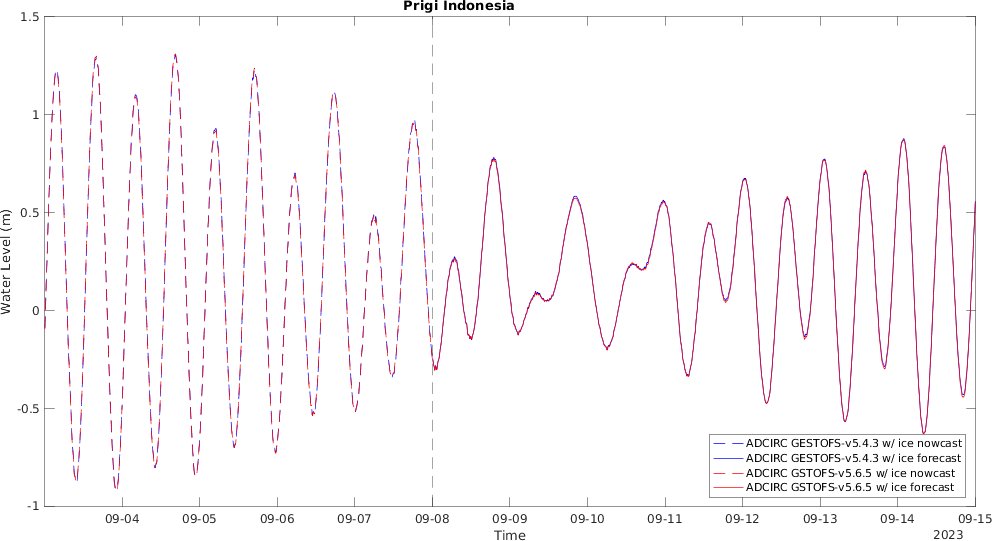 Prigi Indonesia
1.5
1
0.5
0
-0.5
-1
Water Level (m)
09-04
09-05
09-06
09-07
09-08
09-09
09-10
09-11
09-12
09-13
09-14
09-15
Time
2023
ADCIRC GESTOFS-v5.4.3 w/ ice nowcast
ADCIRC GESTOFS-v5.4.3 w/ ice forecast
ADCIRC GSTOFS-v5.6.5 w/ ice nowcast
ADCIRC GSTOFS-v5.6.5 w/ ice forecast